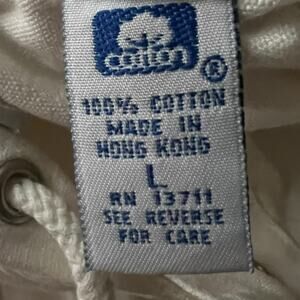 cotton
®
100% COTTON
MADE IN
HONG KONG
L
RN 13711
SEE REVERSE
FOR CARE